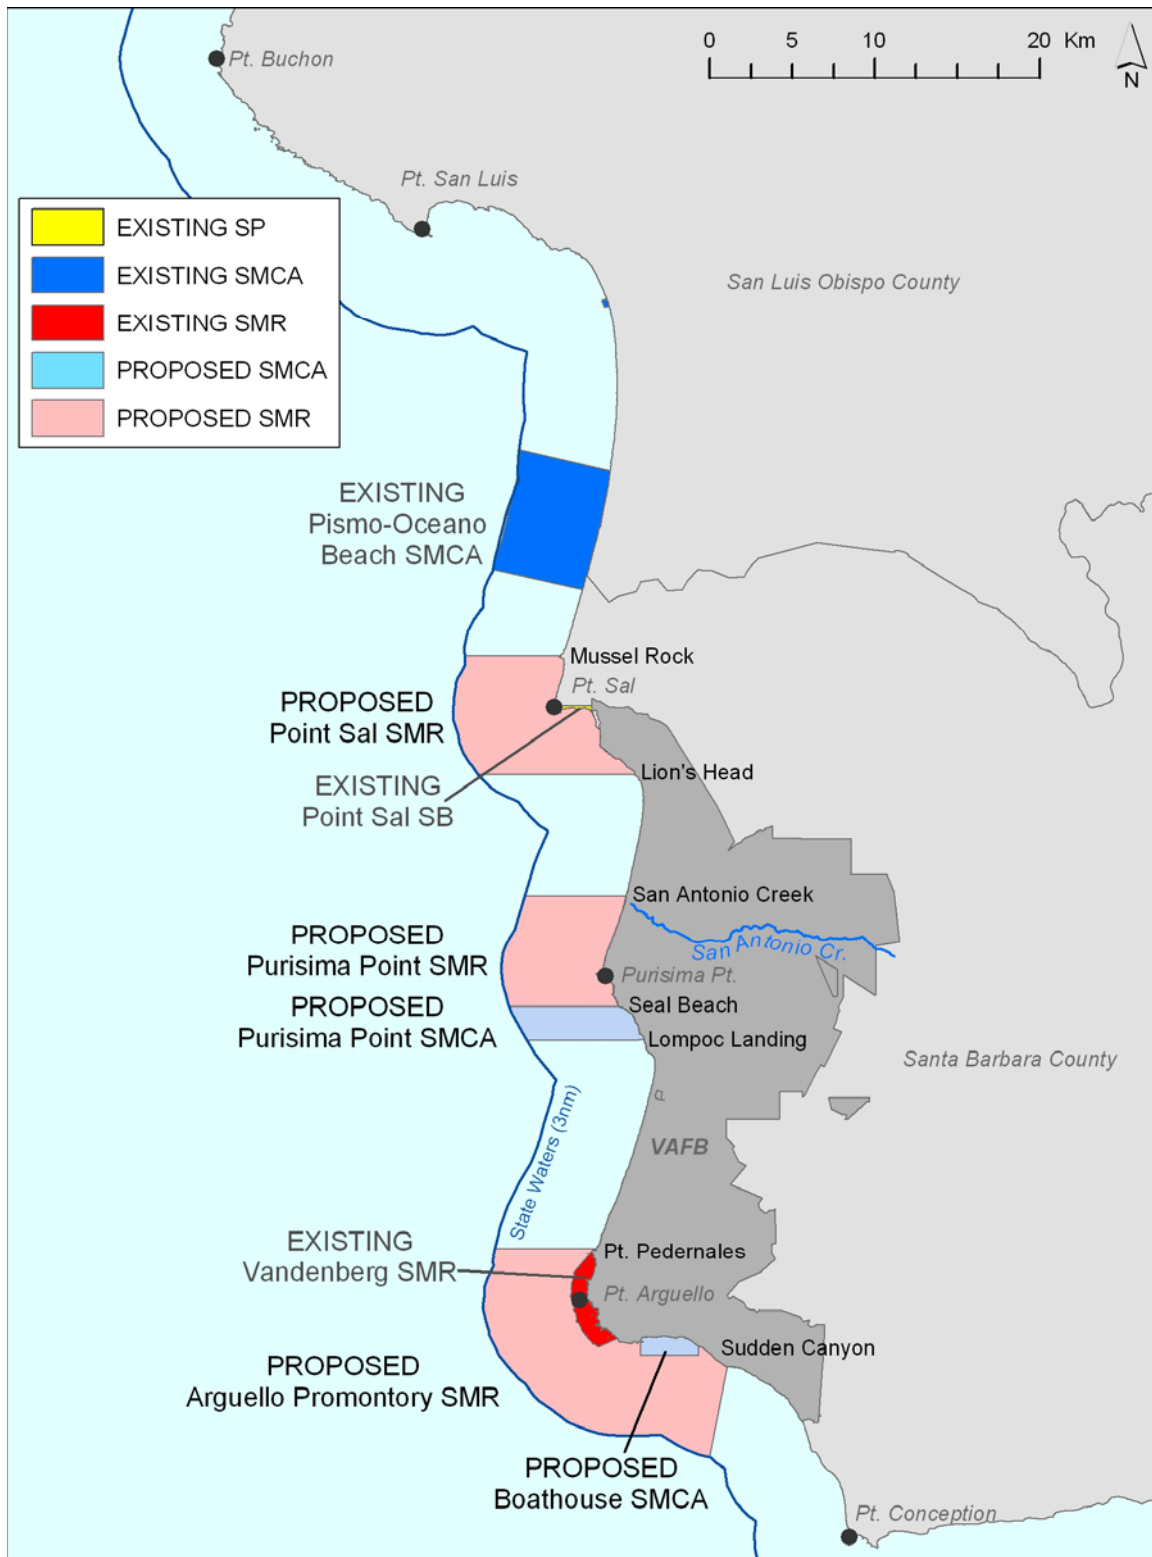 0 5 10 20 Km
N
Pt. Buchon
Pt. San Luis
EXISTING SP
EXISTING SMCA
EXISTING SMR
PROPOSED SMCA
PROPOSED SMR
San Luis Obispo County
EXISTING
Pismo-Oceano
Beach SMCA
Mussel Rock
Pt. Sal
PROPOSED
Point Sal SMR
Lion's Head
EXISTING
Point Sal SB
San Antonio Creek
San Antonio Cr.
PROPOSED
Purisima Point SMR
Purisima Pt.
Seal Beach
PROPOSED
Purisima Point SMCA
Lompoc Landing
Santa Barbara County
State Waters (3nm)
VAFB
EXISTING
Vandenberg SMR
Pt. Pedernales
Pt. Arguello
Sudden Canyon
PROPOSED
Arguello Promontory SMR
PROPOSED
Boathouse SMCA
Pt. Conception